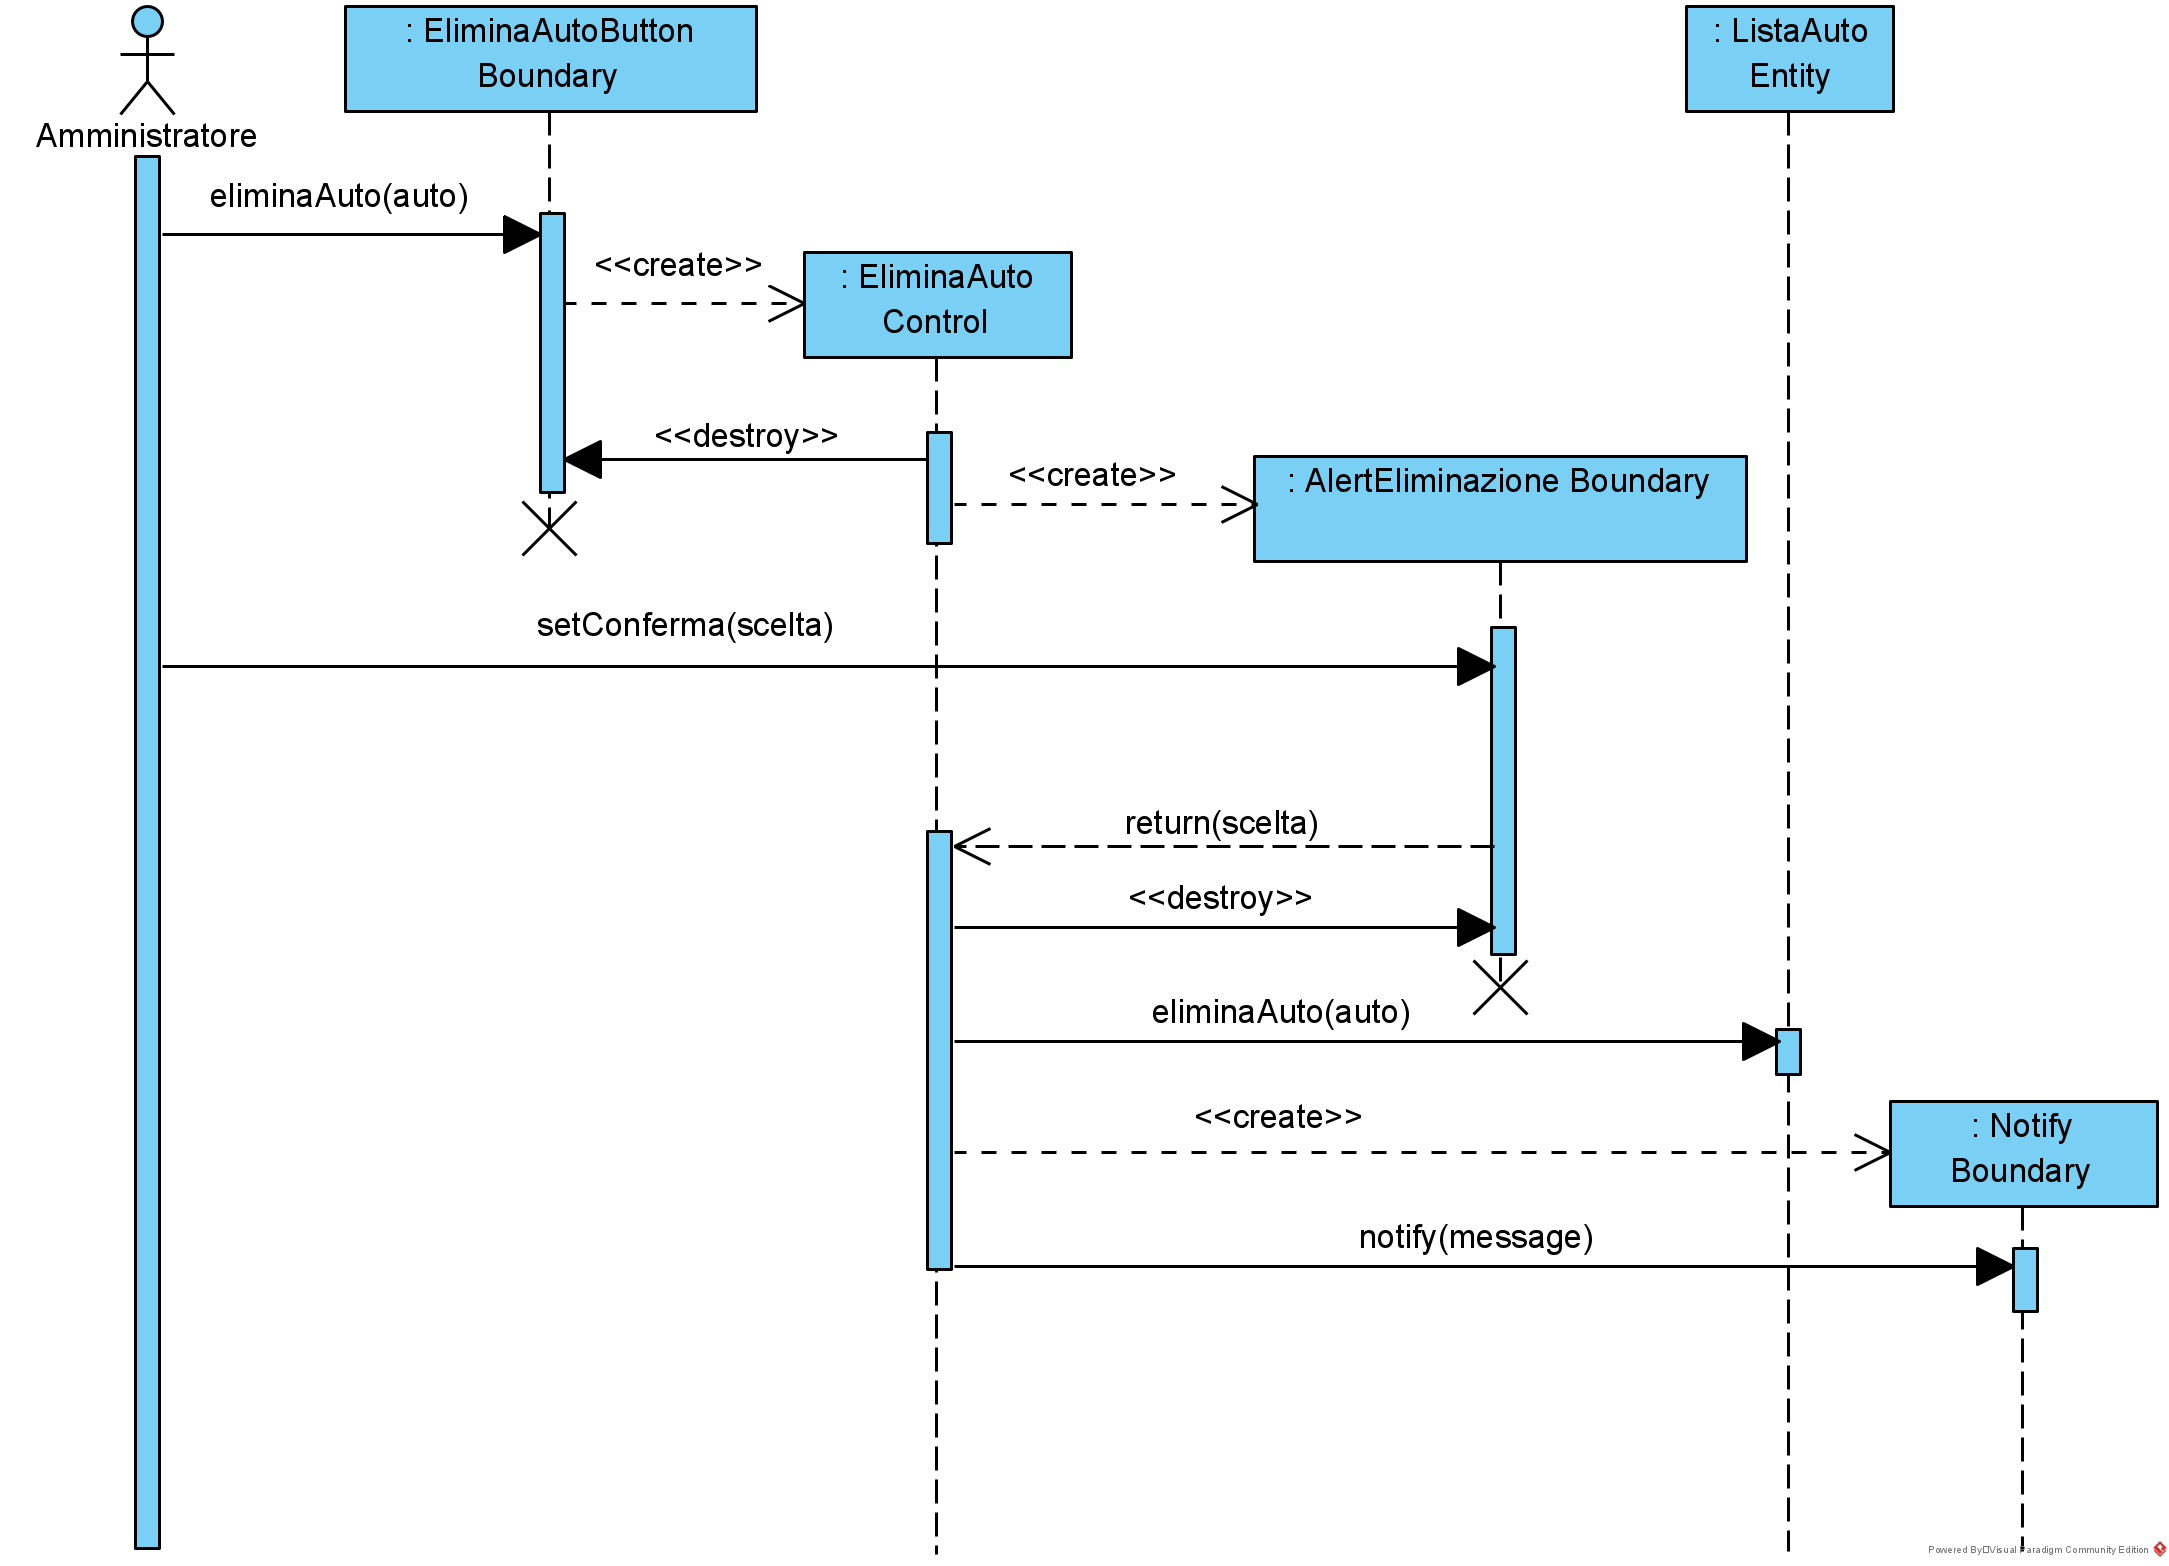 : EliminaAutoButton
Boundary
: ListaAuto
Entity
Amministratore
eliminaAuto(auto)
<<create>>
: EliminaAuto
Control
<<destroy>>
<<create>>
: AlertEliminazione Boundary
setConferma(scelta)
return(scelta)
<<destroy>>
eliminaAuto(auto)
<<create>>
: Notify
Boundary
notify(message)
Powered By□Visual Paradigm Community Edition